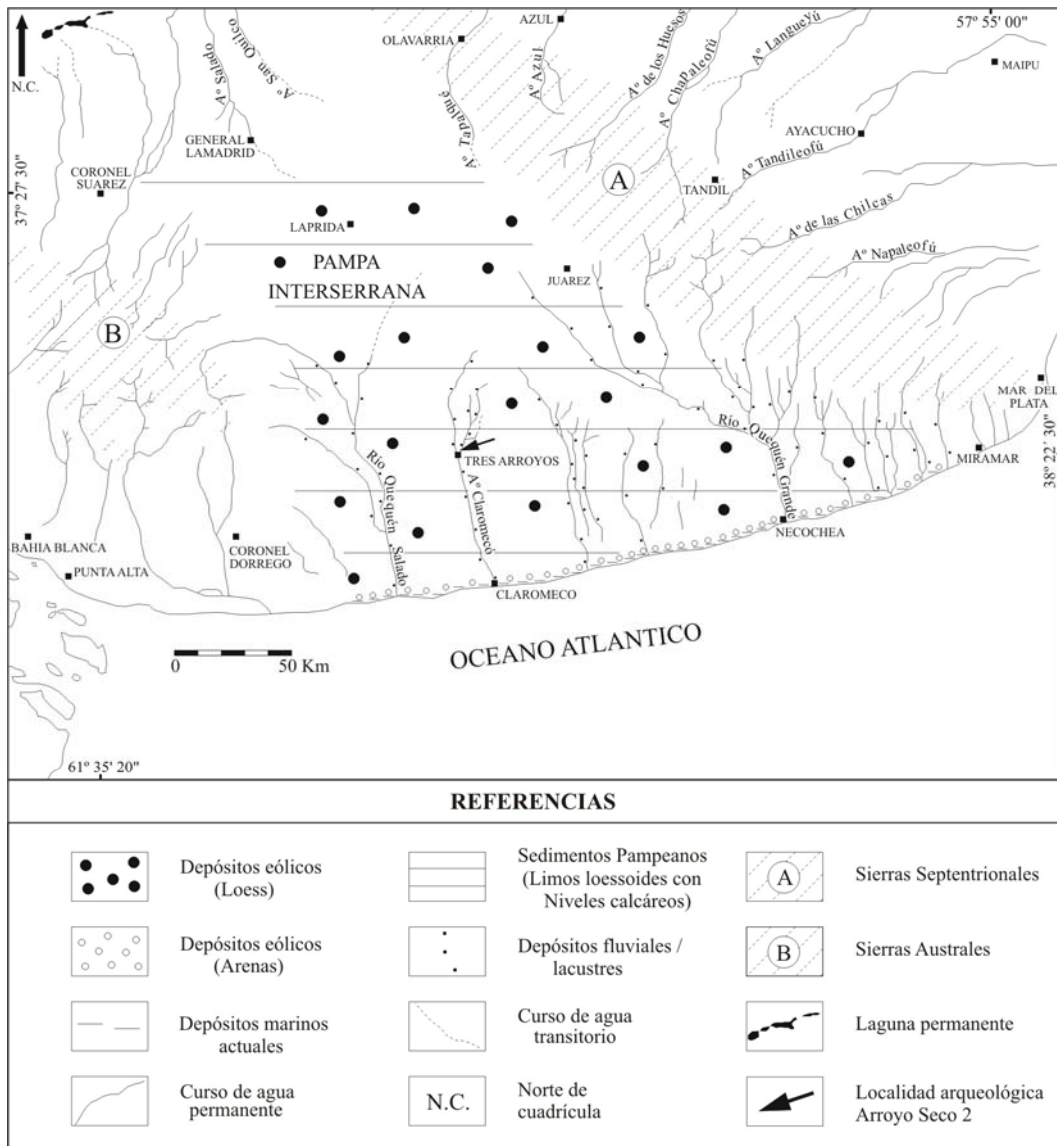 AZUL
57º 55' 00"
OLAVARRIA
MAIPU
N.C.
Aº Salado
Aº San Quilco
Aº Tapalqué
Aº Azul
Aº de los Huesos
Aº ChaPaleofú
Aº Langueyú
GENERAL
LAMADRID
AYACUCHO
Aº Tandileofú
37º 27' 30"
CORONEL
SUAREZ
A
TANDIL
LAPRIDA
Aº de las Chilcas
Aº Napaleofú
PAMPA
INTERSERRANA
JUAREZ
B
MAR DEL
PLATA
38º 22' 30"
Río Quequén Grande
MIRAMAR
TRES ARROYOS
Río Quequén Salado
Aº Claromecó
NECOCHEA
BAHIA BLANCA
CORONEL
DORREGO
PUNTA ALTA
CLAROMECO
OCEANO ATLANTICO
0 50 Km
61º 35' 20"
REFERENCIAS
Depósitos eólicos
(Loess)
Sedimentos Pampeanos
(Limos loessoides con
Niveles calcáreos)
A
Sierras Septentrionales
Depósitos eólicos
(Arenas)
Depósitos fluviales /
lacustres
B
Sierras Australes
Depósitos marinos
actuales
Curso de agua
transitorio
Laguna permanente
Curso de agua
permanente
N.C.
Norte de
cuadrícula
Localidad arqueológica
Arroyo Seco 2